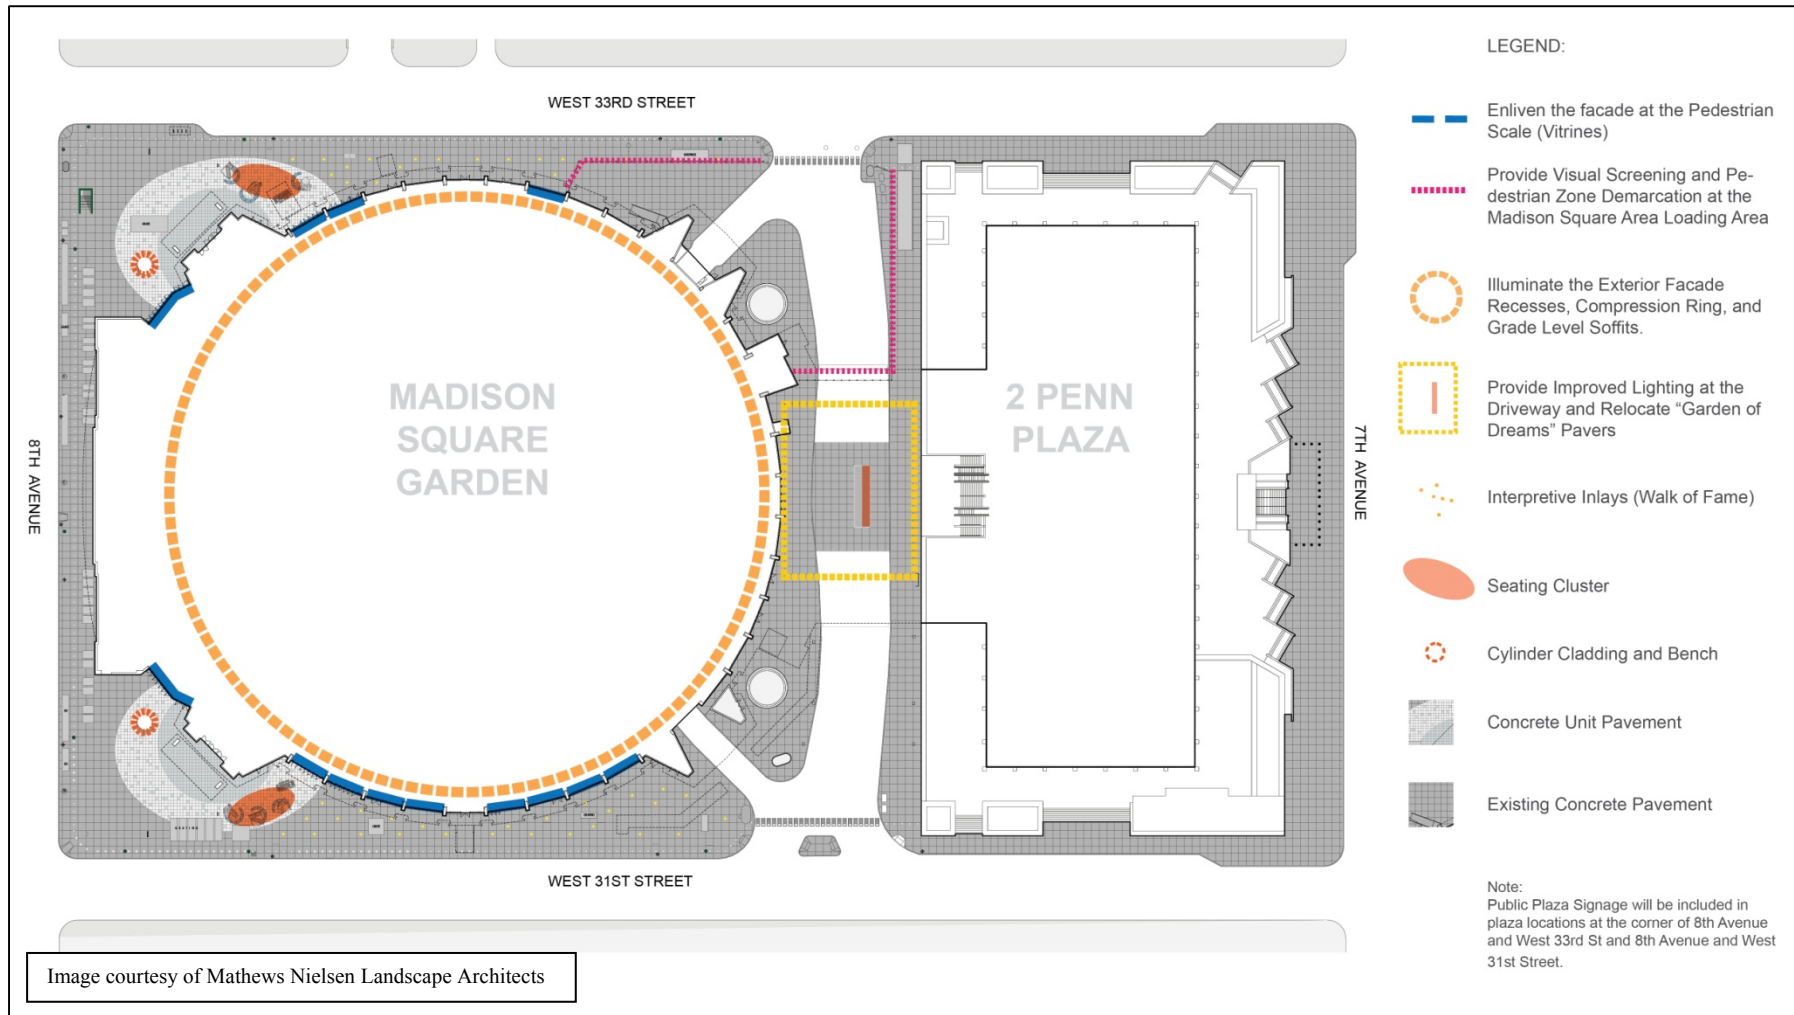 WEST 33RD STREET
MADISON
SQUARE
GARDEN
2 PENN
PLAZA
8TH AVENUE
7TH AVENUE
WEST 31ST STREET
LEGEND:
Enliven the facade at the Pedestrian
Scale (Vitrines)
Provide Visual Screening and Pe-
destrian Zone Demarcation at the
Madison Square Area Loading Area
Illuminate the Exterior Facade
Recesses, Compression Ring, and
Grade Level Soffits.
Provide Improved Lighting at the
Driveway and Relocate “Garden of
Dreams” Pavers
Interpretive Inlays (Walk of Fame)
Seating Cluster
Cylinder Cladding and Bench
Concrete Unit Pavement
Existing Concrete Pavement
Note:
Public Plaza Signage will be included in
plaza locations at the corner of 8th Avenue
and West 33rd St and 8th Avenue and West
31st Street.
Image courtesy of Mathews Nielsen Landscape Architects